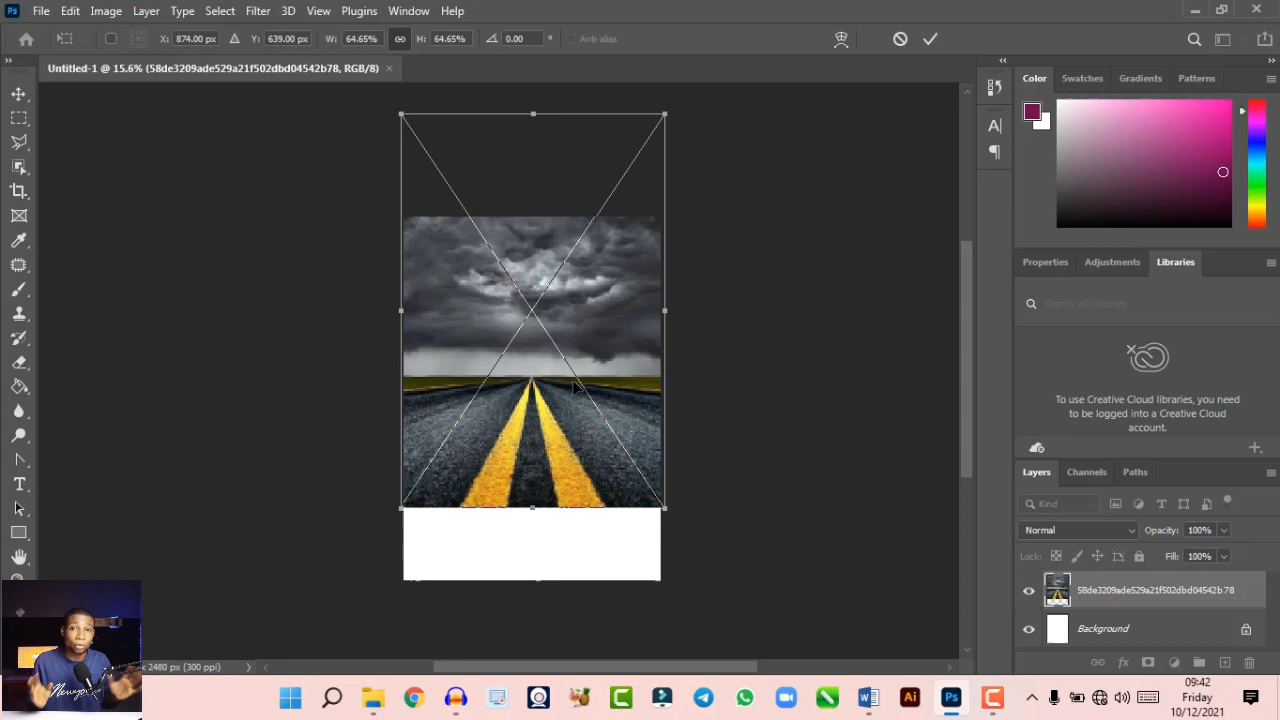 Ps File Edit Image Layer Type Select Filter 3D View Plugins Window Help
X: 874.00 px Y: 639.00 px W: 64.65% H: 64.65% 0.00 ° Anti-alias
Untitled-1 @ 15.6% (58de3209ade529a21f502dbd04542b78, RGB/8) ×
Color Swatches Gradients Patterns
Properties Adjustments Libraries
Search all libraries
To use Creative Cloud libraries, you
need to be logged into a Creative Cloud
account.
Layers Channels Paths
Kind
Normal Opacity: 100%
Lock: Fill: 100%
58de3209ade529a21f502dbd04542b78
Background
2480 px (300 ppi)
Ai Ps
09:42
Friday
10/12/2021